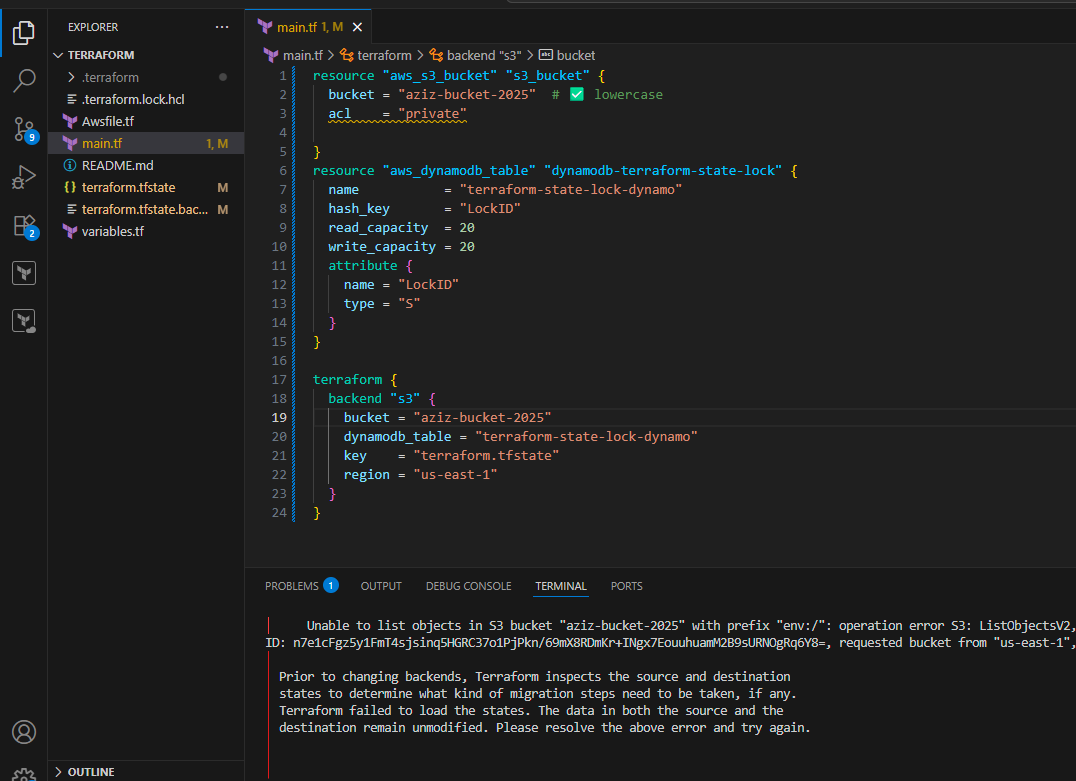 EXPLORER
TERRAFORM
.terraform
.terraform.lock.hcl
Awsfile.tf
main.tf 1, M
README.md
terraform.tfstate M
terraform.tfstate.bac... M
variables.tf
OUTLINE
9
2
main.tf 1, M
main.tf > terraform > backend "s3" > bucket
1 resource "aws_s3_bucket" "s3_bucket" {
2 bucket = "aziz-bucket-2025" # ✅ lowercase
3 acl = "private"
4
5 }
6 resource "aws_dynamodb_table" "dynamodb-terraform-state-lock" {
7 name = "terraform-state-lock-dynamo"
8 hash_key = "LockID"
9 read_capacity = 20
10 write_capacity = 20
11 attribute {
12 name = "LockID"
13 type = "S"
14 }
15 }
16
17 terraform {
18 backend "s3" {
19 bucket = "aziz-bucket-2025"
20 dynamodb_table = "terraform-state-lock-dynamo"
21 key = "terraform.tfstate"
22 region = "us-east-1"
23 }
24 }
PROBLEMS 1 OUTPUT DEBUG CONSOLE TERMINAL PORTS
Unable to list objects in S3 bucket "aziz-bucket-2025" with prefix "env:/": operation error S3: ListObjectsV2,
ID: n7e1cFgz5y1FmT4sjsinq5HGRC37o1PjPkn/69mX8RDmKr+INgx7EouuhuamM2B9sURNOgRq6Y8=, requested bucket from "us-east-1",
Prior to changing backends, Terraform inspects the source and destination
states to determine what kind of migration steps need to be taken, if any.
Terraform failed to load the states. The data in both the source and the
destination remain unmodified. Please resolve the above error and try again.